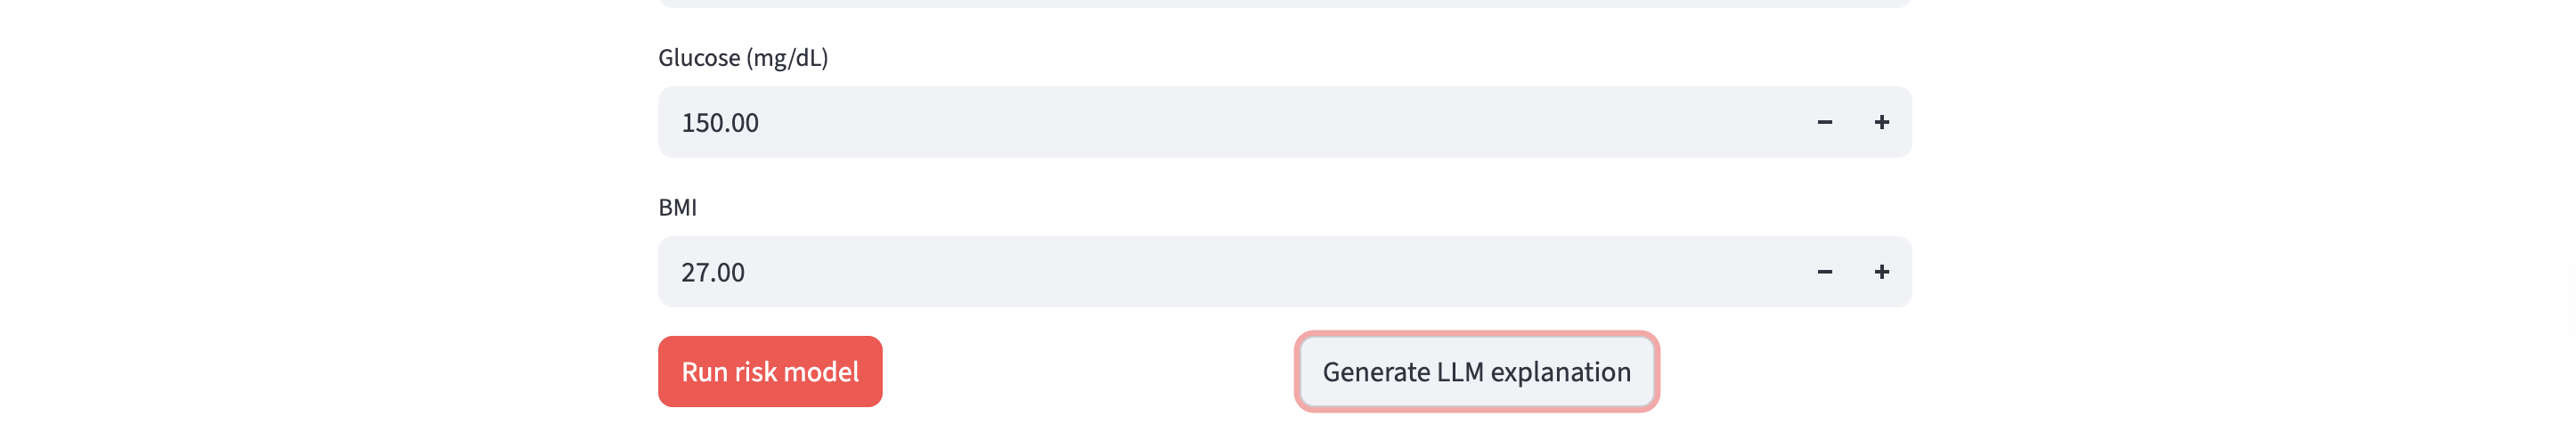 Glucose (mg/dL)
150.00
BMI
27.00
Run risk model
Generate LLM explanation